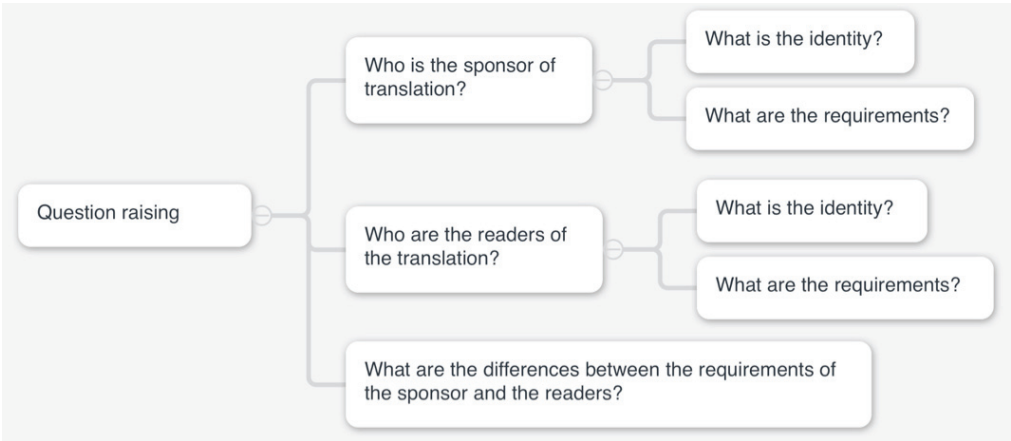 Question raising
Who is the sponsor of
translation?
What is the identity?
What are the requirements?
Who are the readers of
the translation?
What is the identity?
What are the requirements?
What are the differences between the requirements of
the sponsor and the readers?